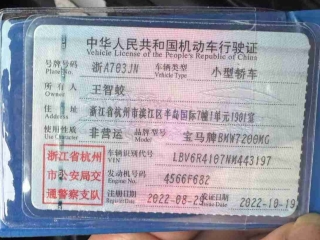 中华人民共和国机动车行驶证
Vehicle License of the People's Republic of China
号牌号码 浙A703JN 车辆类型 小型轿车
Plate No. Vehicle Type
所有人 王智蛟
Owner
住址 浙江省杭州市滨江区丰岛国际7幢1单元1901室
Address
使用性质 非营运 品牌型号 宝马牌BMW7200MG
Use Character Model
浙江省杭州
市公安局交
通警察支队
车辆识别代号 LBV6R4107NM443197
VIN
发动机号码 4566F682
Engine No.
注册日期 2022-08-2 发证日期 2022-10-19
Register Date Issue Date